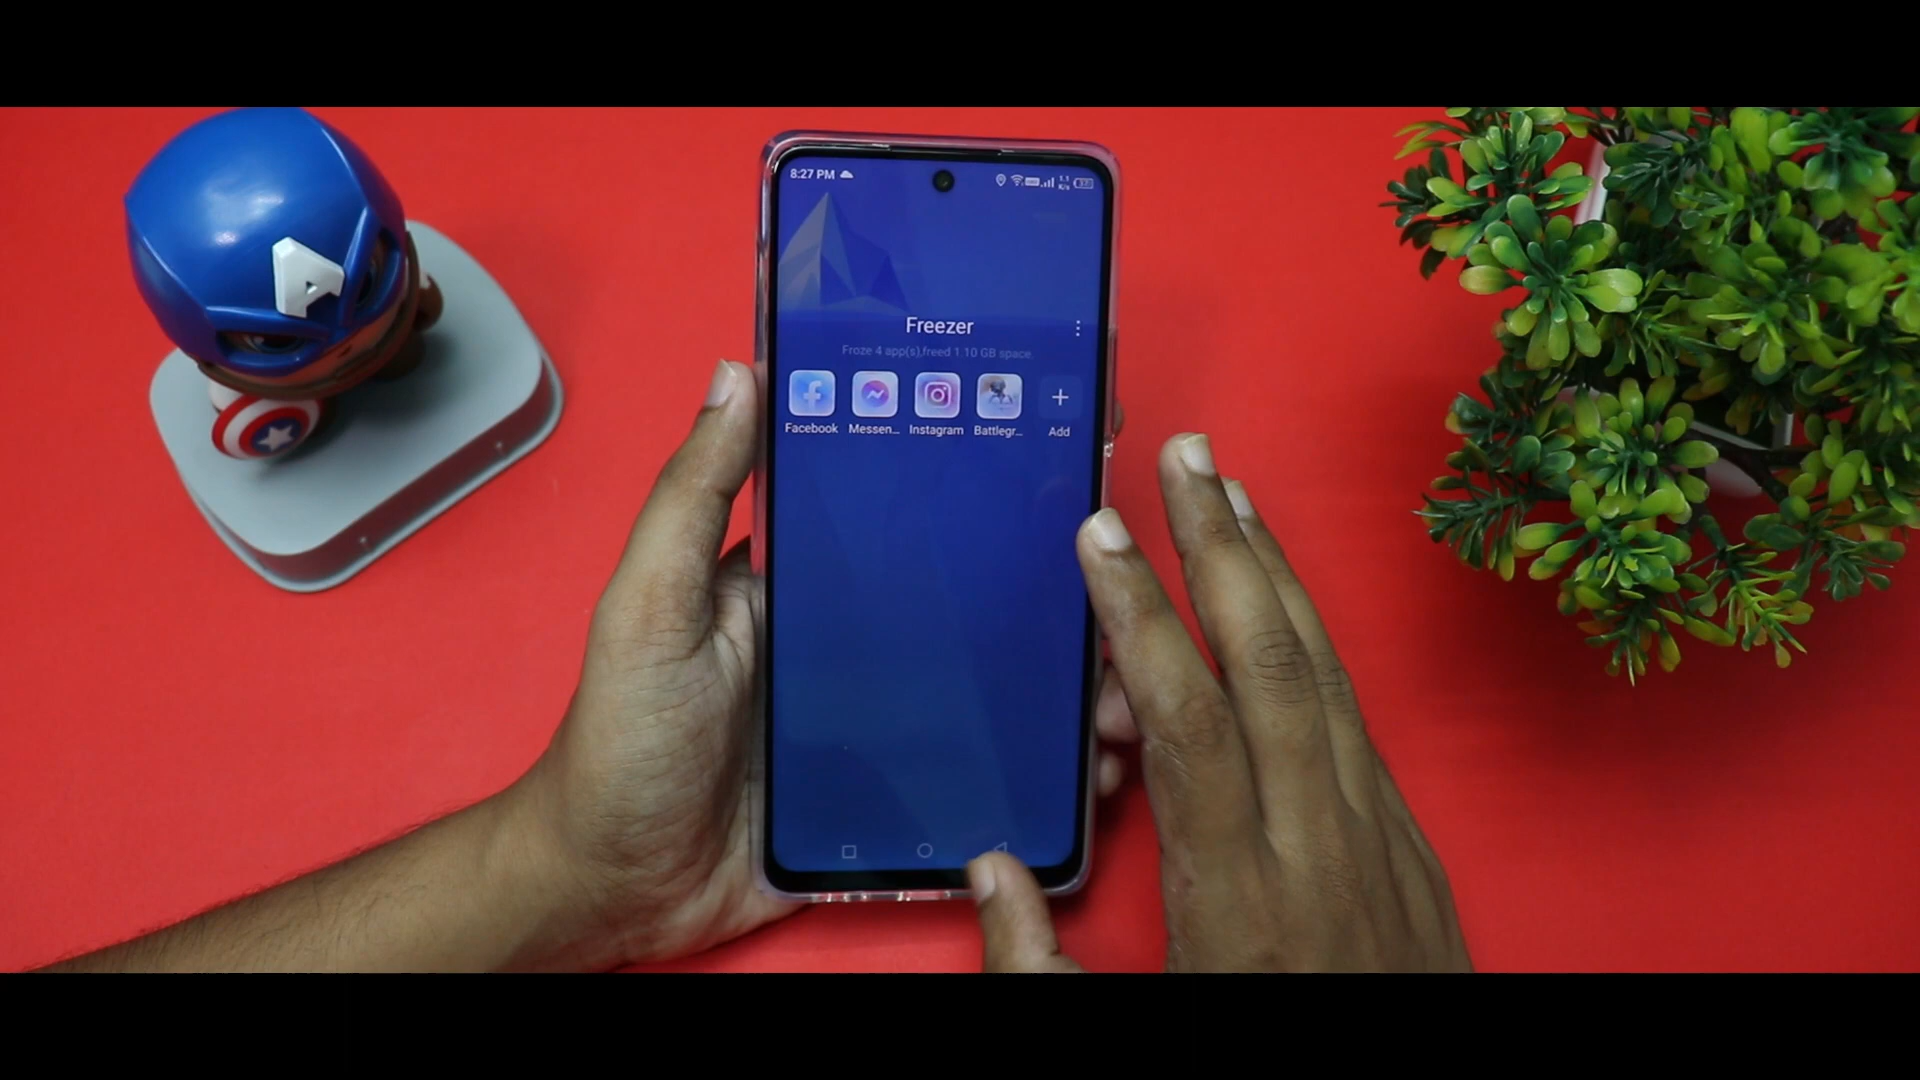 8:27 PM
Freezer
Froze 4 app(s),freed 1.10 GB space.
Facebook Messen... Instagram Battlegr... Add
A